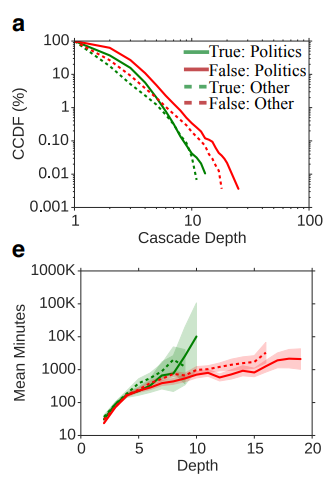 a
100
10
1
0.1
0.01
0.001
CCDF (%)
True: Politics
False: Politics
True: Other
False: Other
1
10
100
Cascade Depth
e
1000K
100K
10K
1000
100
10
Mean Minutes
0
5
10
15
20
Depth